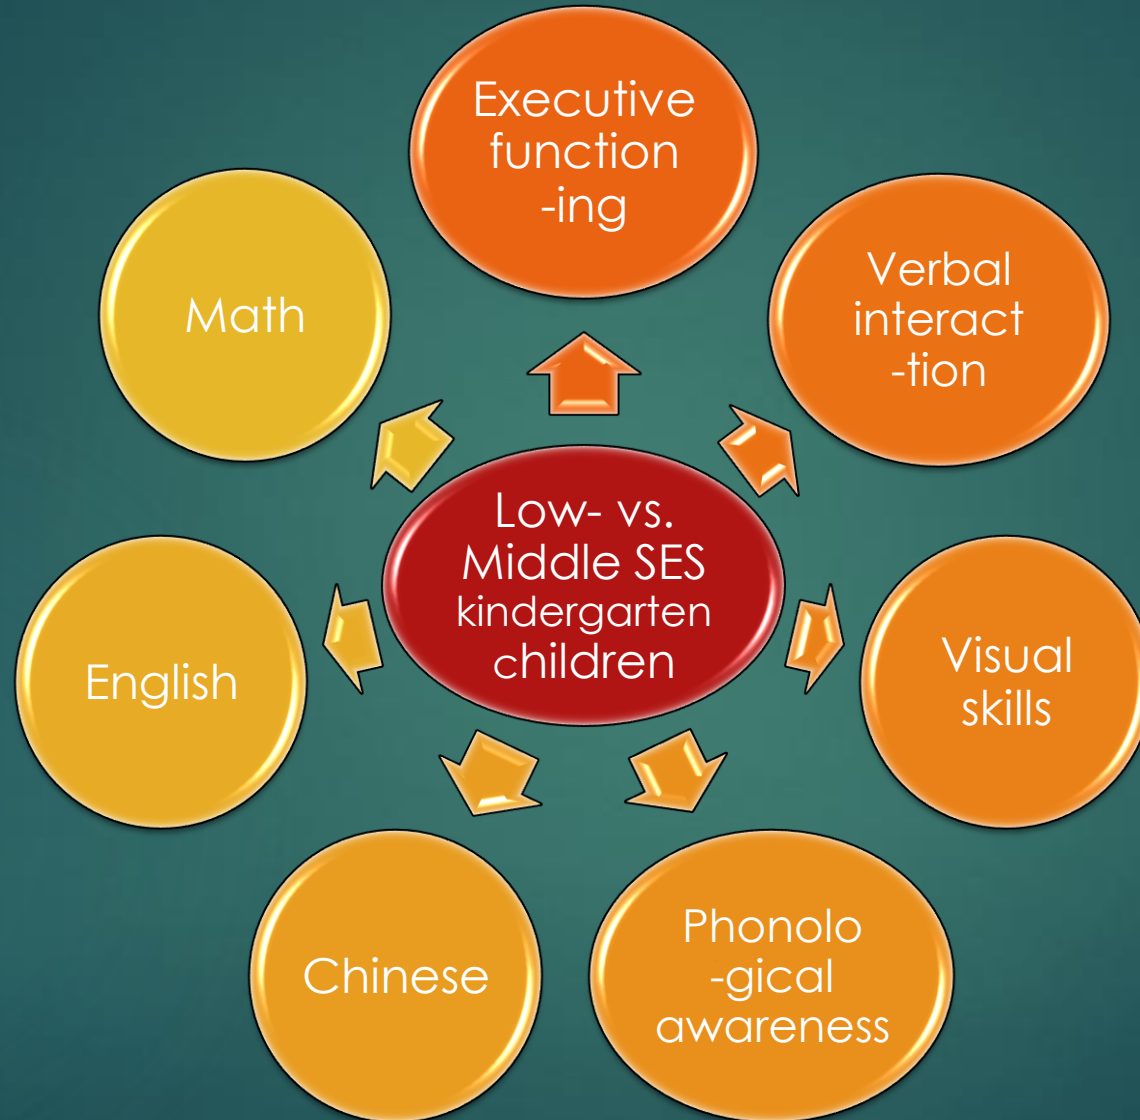 Executive
function
-ing
Verbal
interact
-tion
Visual
skills
Phonolo
-gical
awareness
Chinese
English
Math
Low- vs.
Middle SES
kindergarten
children